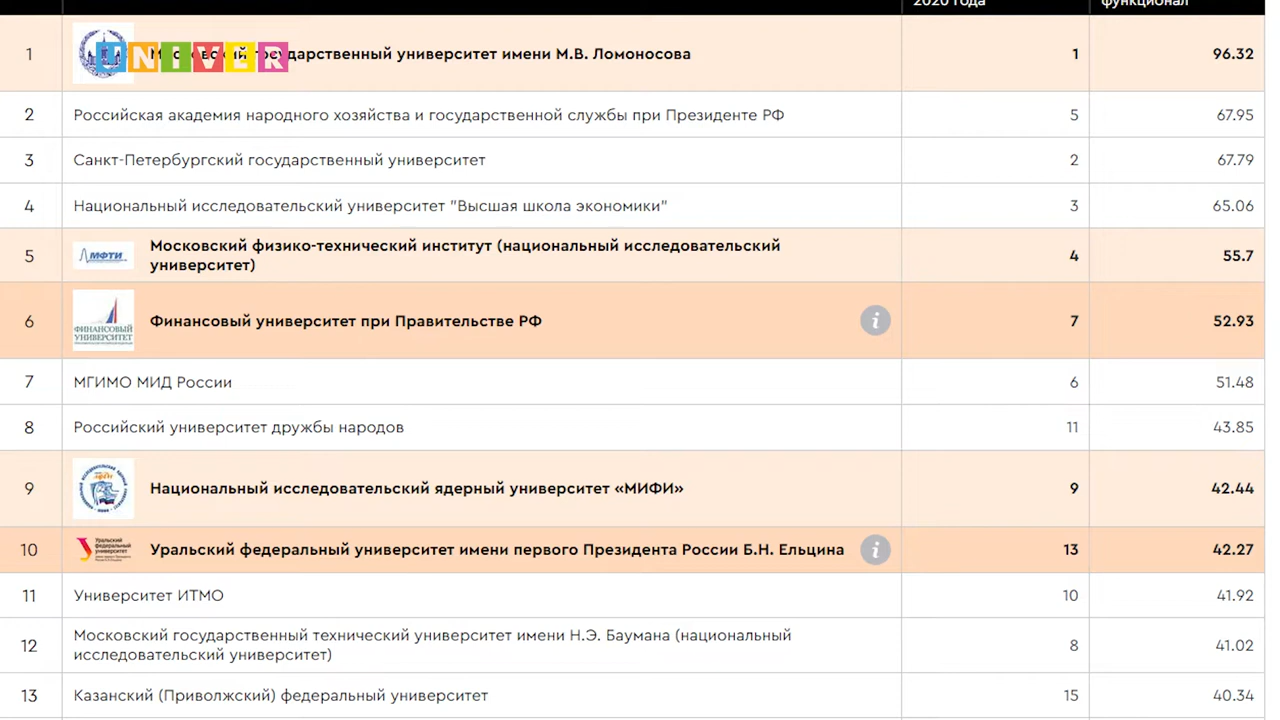 2020 года
функционал
UNIVER
1 Московский государственный университет имени М.В. Ломоносова 1 96.32
2 Российская академия народного хозяйства и государственной службы при Президенте РФ 5 67.95
3 Санкт-Петербургский государственный университет 2 67.79
4 Национальный исследовательский университет "Высшая школа экономики" 3 65.06
МФТИ
5 Московский физико-технический институт (национальный исследовательский
университет) 4 55.7
ФИНАНСОВЫЙ
УНИВЕРСИТЕТ
6 Финансовый университет при Правительстве РФ i 7 52.93
7 МГИМО МИД России 6 51.48
8 Российский университет дружбы народов 11 43.85
9 Национальный исследовательский ядерный университет «МИФИ» 9 42.44
Уральский
федеральный
университет
10 Уральский федеральный университет имени первого Президента России Б.Н. Ельцина i 13 42.27
11 Университет ИТМО 10 41.92
12 Московский государственный технический университет имени Н.Э. Баумана (национальный
исследовательский университет) 8 41.02
13 Казанский (Приволжский) федеральный университет 15 40.34